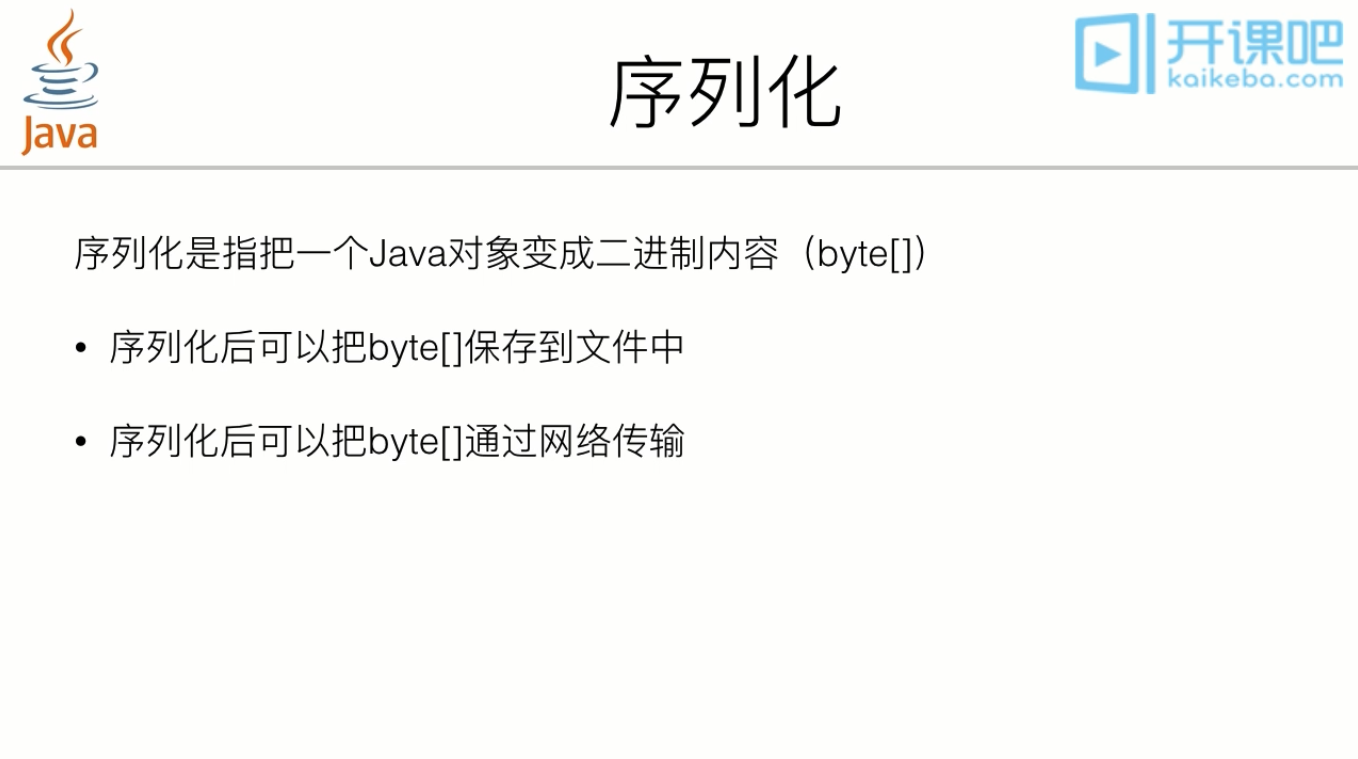 Java
序列化
开课吧
kaikeba.com
序列化是指把一个Java对象变成二进制内容（byte[]）
• 序列化后可以把byte[]保存到文件中
• 序列化后可以把byte[]通过网络传输